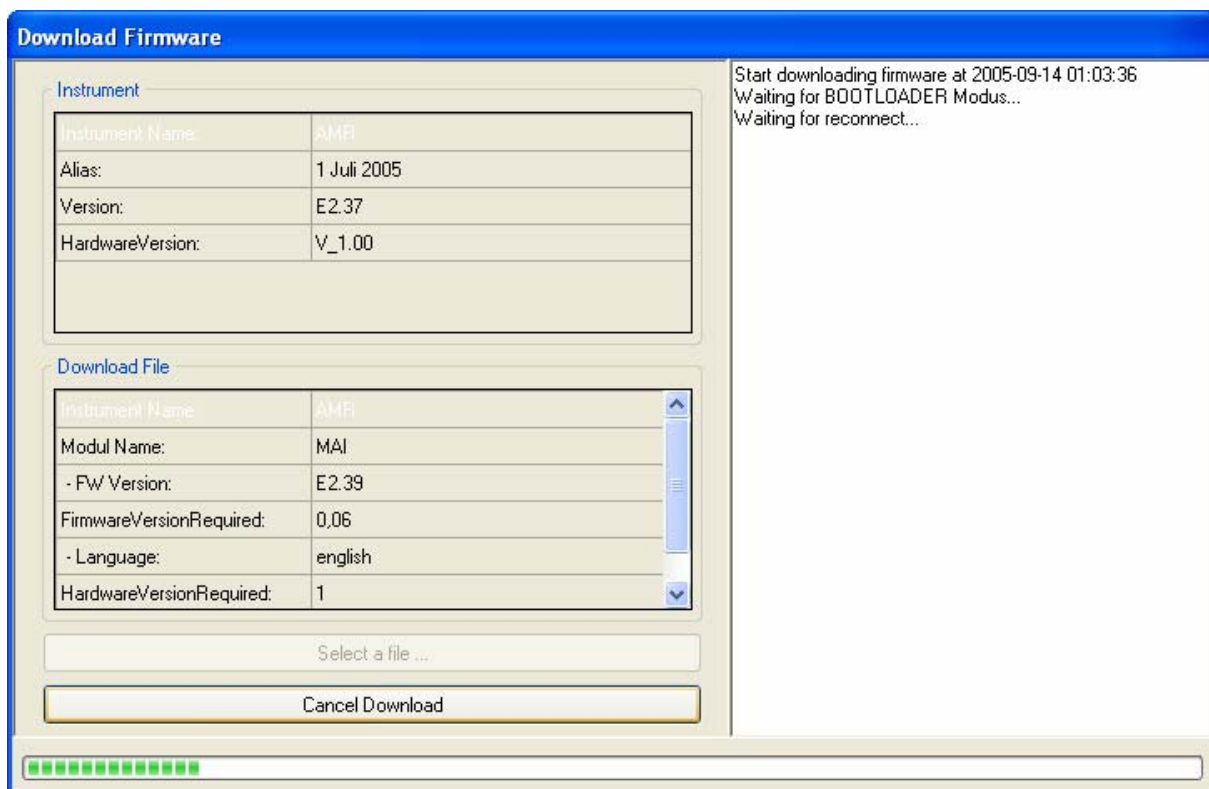 Download Firmware
Instrument
Instrument Name: AMFI
Alias: 1 Juli 2005
Version: E2.37
HardwareVersion: V_1.00
Download File
Instrument Name AMFI
Modul Name: MAI
- FW Version: E2.39
FirmwareVersionRequired: 0,06
- Language: english
HardwareVersionRequired: 1
Select a file ...
Cancel Download
Start downloading firmware at 2005-09-14 01:03:36
Waiting for BOOTLOADER Modus...
Waiting for reconnect...